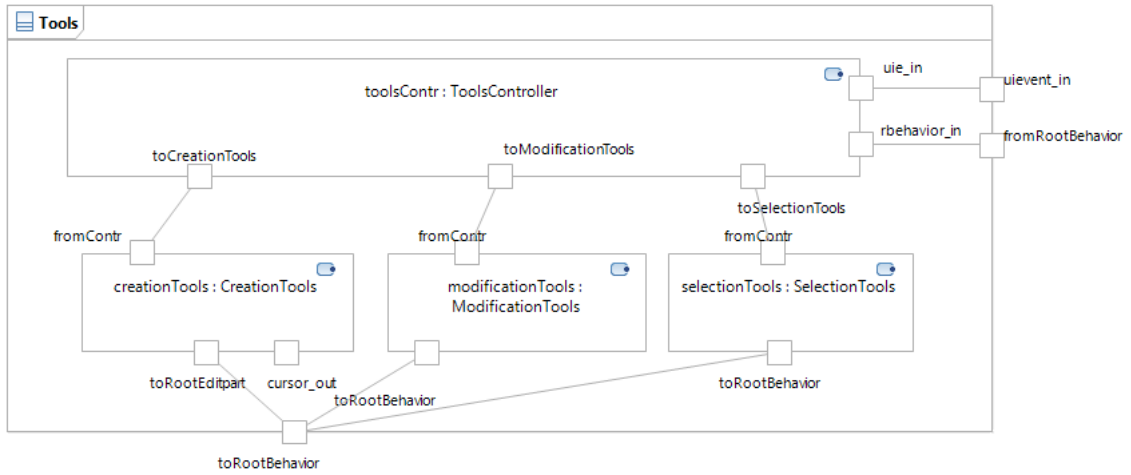 Tools
uie_in
uievent_in
toolsContr : ToolsController
rbehavior_in
fromRootBehavior
toCreationTools
toModificationTools
toSelectionTools
fromContr
fromContr
fromContr
creationTools : CreationTools
modificationTools :
ModificationTools
selectionTools : SelectionTools
toRootEditpart
cursor_out
toRootBehavior
toRootBehavior
toRootBehavior